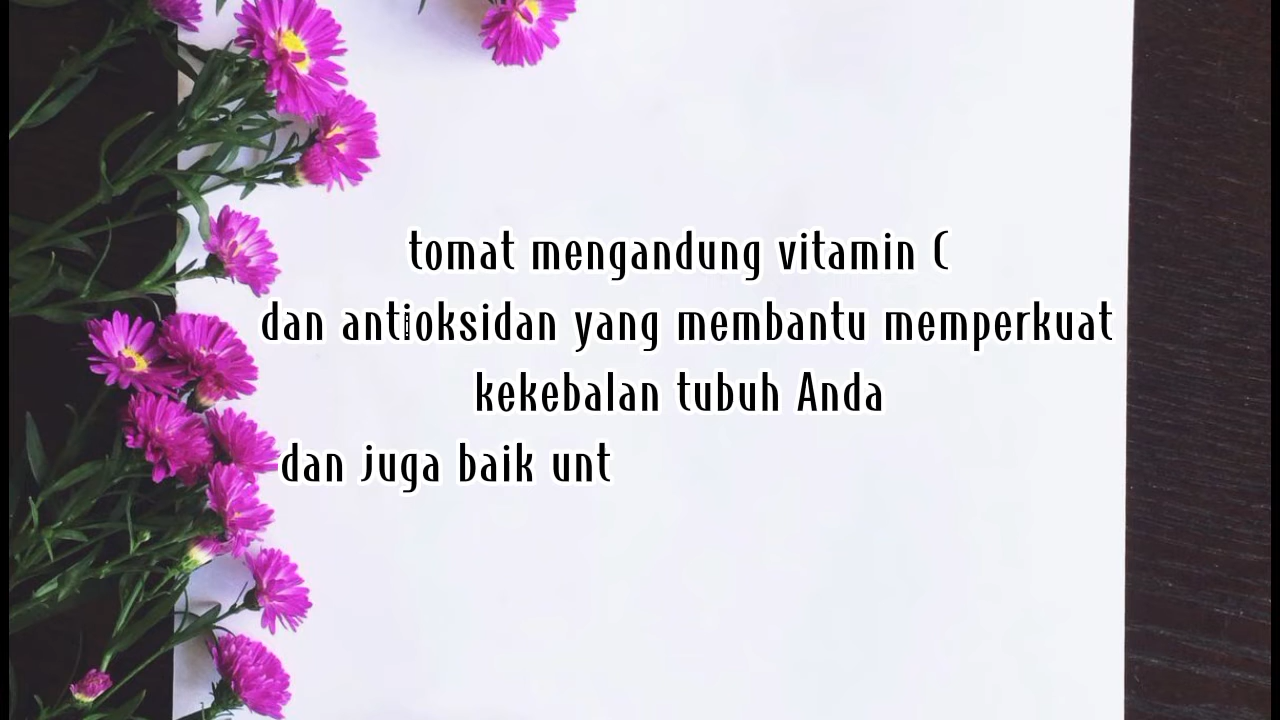 tomat mengandung vitamin C
dan antioksidan yang membantu memperkuat
kekebalan tubuh Anda
dan juga baik unt